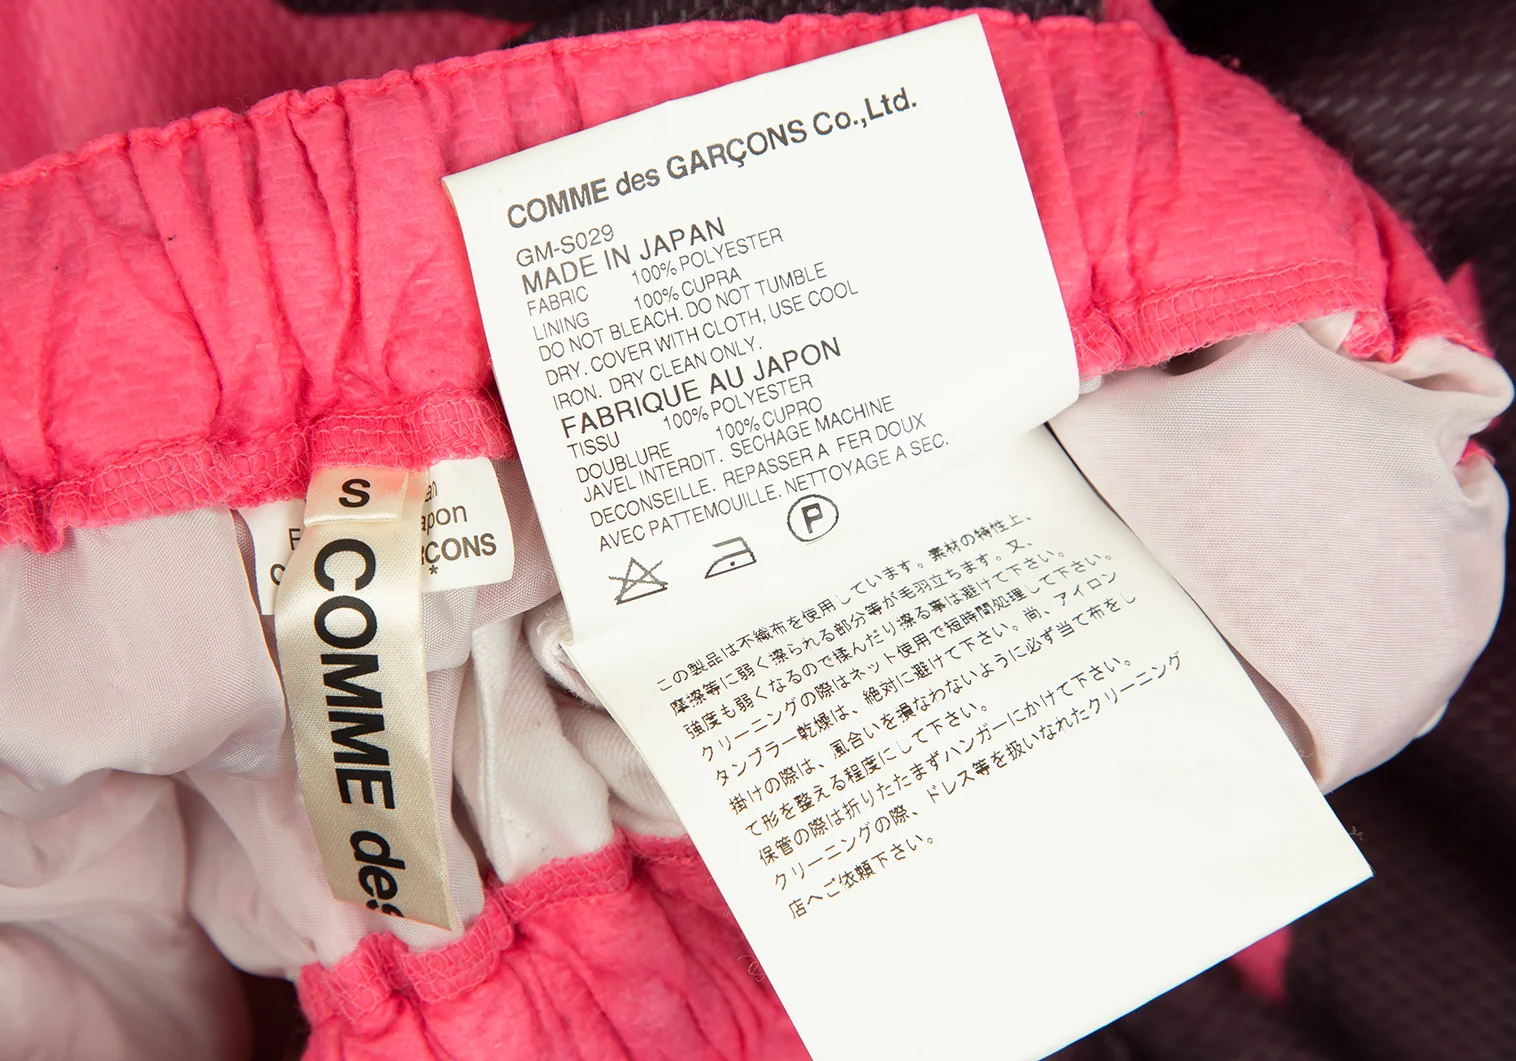 COMME des GARÇONS Co.,Ltd.
GM-S029
MADE IN JAPAN
FABRIC 100% POLYESTER
LINING 100% CUPRA
DO NOT BLEACH. DO NOT TUMBLE
DRY. COVER WITH CLOTH, USE COOL
IRON. DRY CLEAN ONLY.
FABRIQUE AU JAPON
TISSU 100% POLYESTER
DOUBLURE 100% CUPRO
JAVEL INTERDIT. SECHAGE MACHINE
DECONSEILLE. REPASSER A FER DOUX
AVEC PATTEMOUILLE. NETTOYAGE A SEC.
P
この製品は不織布を使用しています。素材の特性上、
摩擦等に弱く擦られる部分等が毛羽立ちます。又、
強度も弱くなるので揉んだり擦る事は避けて下さい。
クリーニングの際はネット使用で短時間処理して下さい。
タンブラー乾燥は、絶対に避けて下さい。尚、アイロン
掛けの際は、風合いを損なわないように必ず当て布をし
て形を整える程度にして下さい。
保管の際は折りたたまずハンガーにかけて下さい。
クリーニングの際、ドレス等を扱いなれたクリーニング
店へご依頼下さい。
S
COMME des
apon
RCONS
*